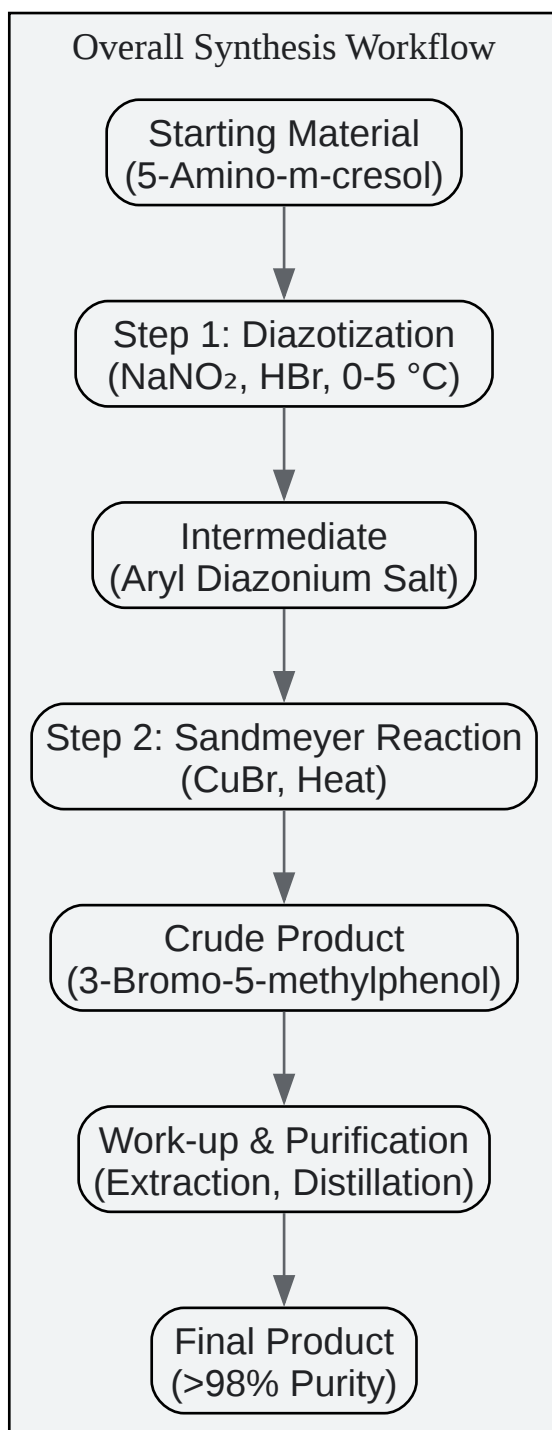 Overall Synthesis Workflow
Starting Material
(5-Amino-m-cresol)
Step 1: Diazotization
(NaNO₂, HBr, 0-5 °C)
Intermediate
(Aryl Diazonium Salt)
Step 2: Sandmeyer Reaction
(CuBr, Heat)
Crude Product
(3-Bromo-5-methylphenol)
Work-up & Purification
(Extraction, Distillation)
Final Product
(>98% Purity)